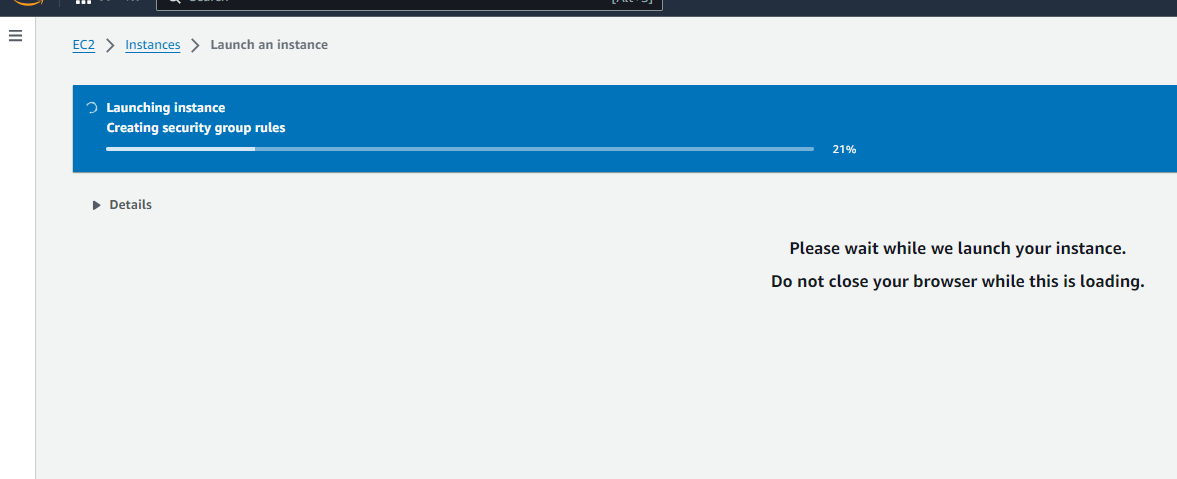 EC2 > Instances > Launch an instance
Launching instance
Creating security group rules
21%
Details
Please wait while we launch your instance.
Do not close your browser while this is loading.